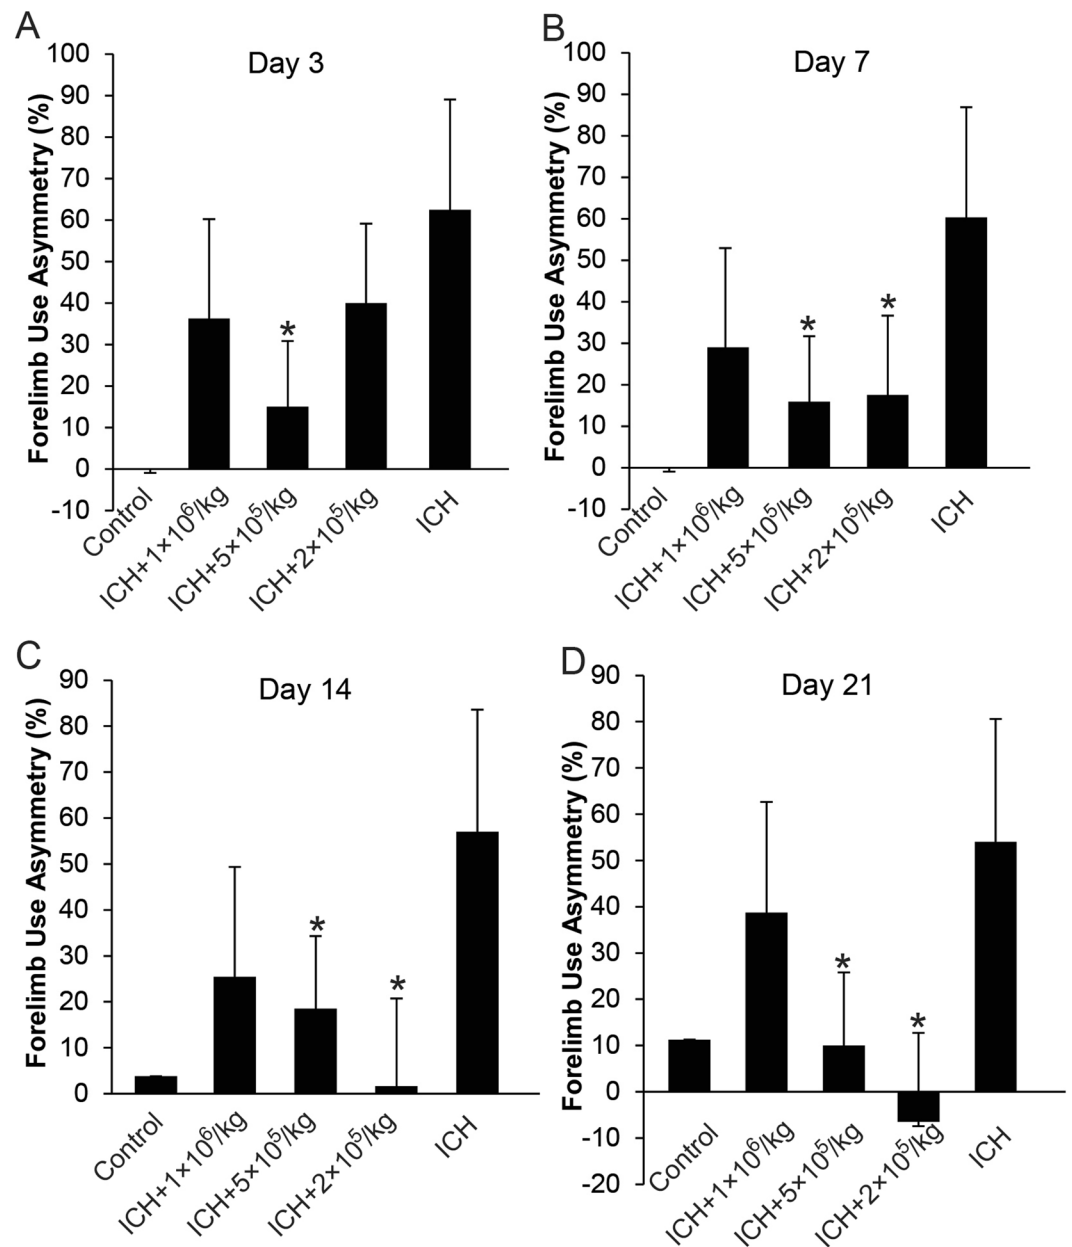 A
Day 3
Forelimb Use Asymmetry (%)
100
90
80
70
60
50
40
30
20
10
0
-10
*
Control
ICH+1×10⁶/kg
ICH+5×10⁵/kg
ICH+2×10⁵/kg
ICH
B
Day 7
Forelimb Use Asymmetry (%)
100
90
80
70
60
50
40
30
20
10
0
-10
*
*
Control
ICH+1×10⁶/kg
ICH+5×10⁵/kg
ICH+2×10⁵/kg
ICH
C
Day 14
Forelimb Use Asymmetry (%)
90
80
70
60
50
40
30
20
10
0
*
*
Control
ICH+1×10⁶/kg
ICH+5×10⁵/kg
ICH+2×10⁵/kg
ICH
D
Day 21
Forelimb Use Asymmetry (%)
90
80
70
60
50
40
30
20
10
0
-10
-20
*
*
Control
ICH+1×10⁶/kg
ICH+5×10⁵/kg
ICH+2×10⁵/kg
ICH